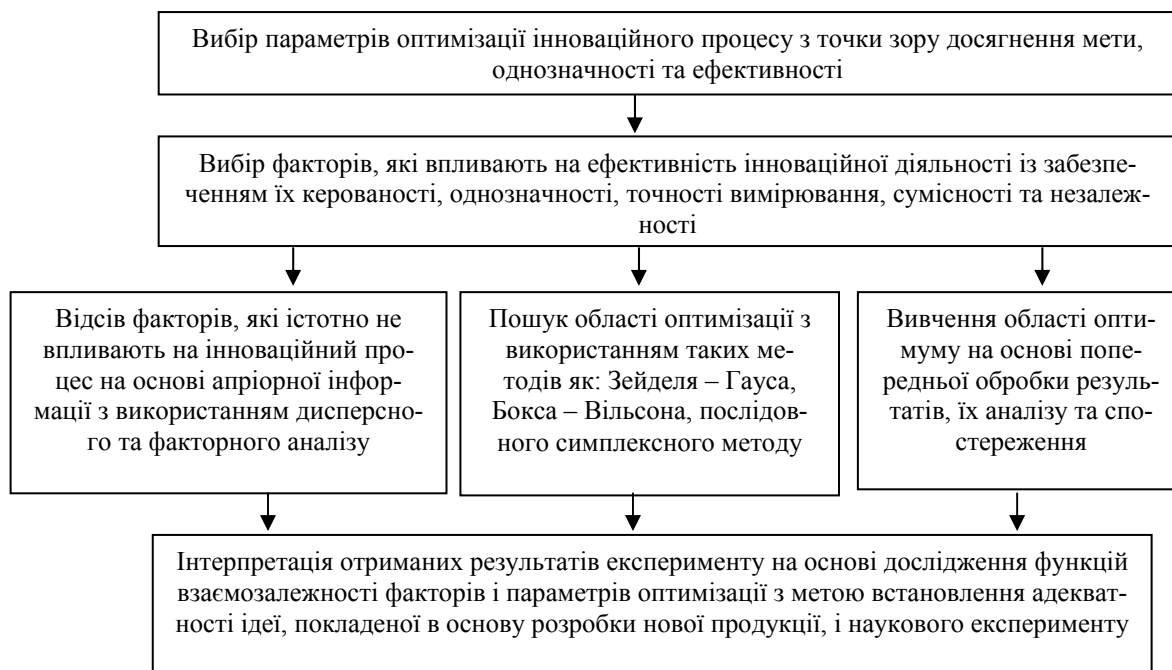 Вибір параметрів оптимізації інноваційного процесу з точки зору досягнення мети,
однозначності та ефективності
Вибір факторів, які впливають на ефективність інноваційної діяльності із забезпе-
ченням їх керованості, однозначності, точності вимірювання, сумісності та незалеж-
ності
Відсів факторів, які істотно не
впливають на інноваційний про-
цес на основі апріорної інфор-
мації з використанням дисперсно-
го та факторного аналізу
Пошук області оптимізації з
використанням таких ме-
тодів як: Зейделя – Гауса,
Бокса – Вільсона, послідов-
ного симплексного методу
Вивчення області опти-
муму на основі попе-
редньої обробки резуль-
татів, їх аналізу та спо-
стереження
Інтерпретація отриманих результатів експерименту на основі дослідження функцій
взаємозалежності факторів і параметрів оптимізації з метою встановлення адекват-
ності ідеї, покладеної в основу розробки нової продукції, і наукового експерименту